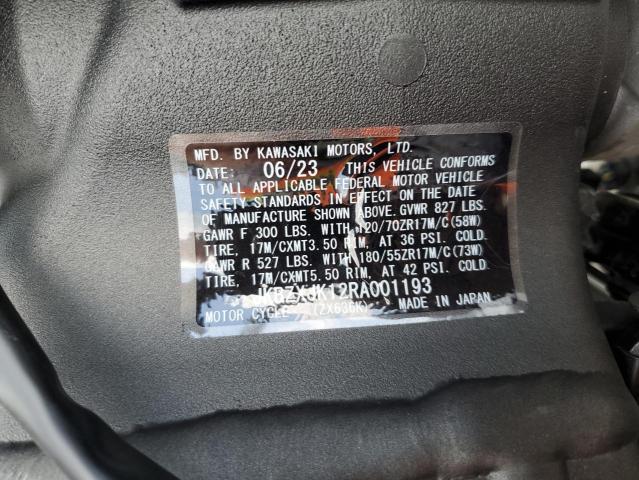 MFD. BY KAWASAKI MOTORS, LTD.
DATE: 06/23 THIS VEHICLE CONFORMS
TO ALL APPLICABLE FEDERAL MOTOR VEHICLE
SAFETY STANDARDS IN EFFECT ON THE DATE
OF MANUFACTURE SHOWN ABOVE. GVWR 827 LBS.
GAWR F 300 LBS. WITH 120/70ZR17M/C(58W)
TIRE, 17M/CXMT3.50 RIM, AT 36 PSI. COLD.
GAWR R 527 LBS. WITH 180/55ZR17M/C(73W)
TIRE, 17M/CXMT5.50 RIM, AT 42 PSI. COLD.
MOTOR CYCLE (ZX636K) MADE IN JAPAN